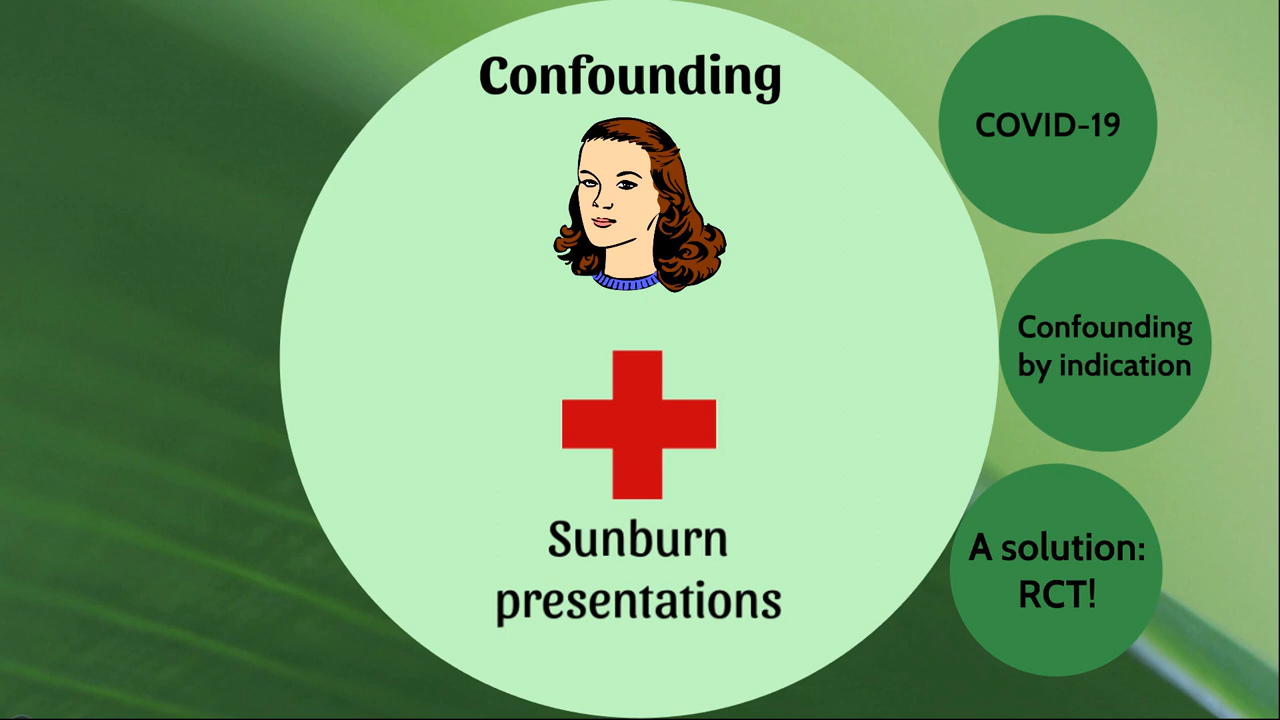 Confounding
Sunburn
presentations
COVID-19
Confounding
by indication
A solution:
RCT!